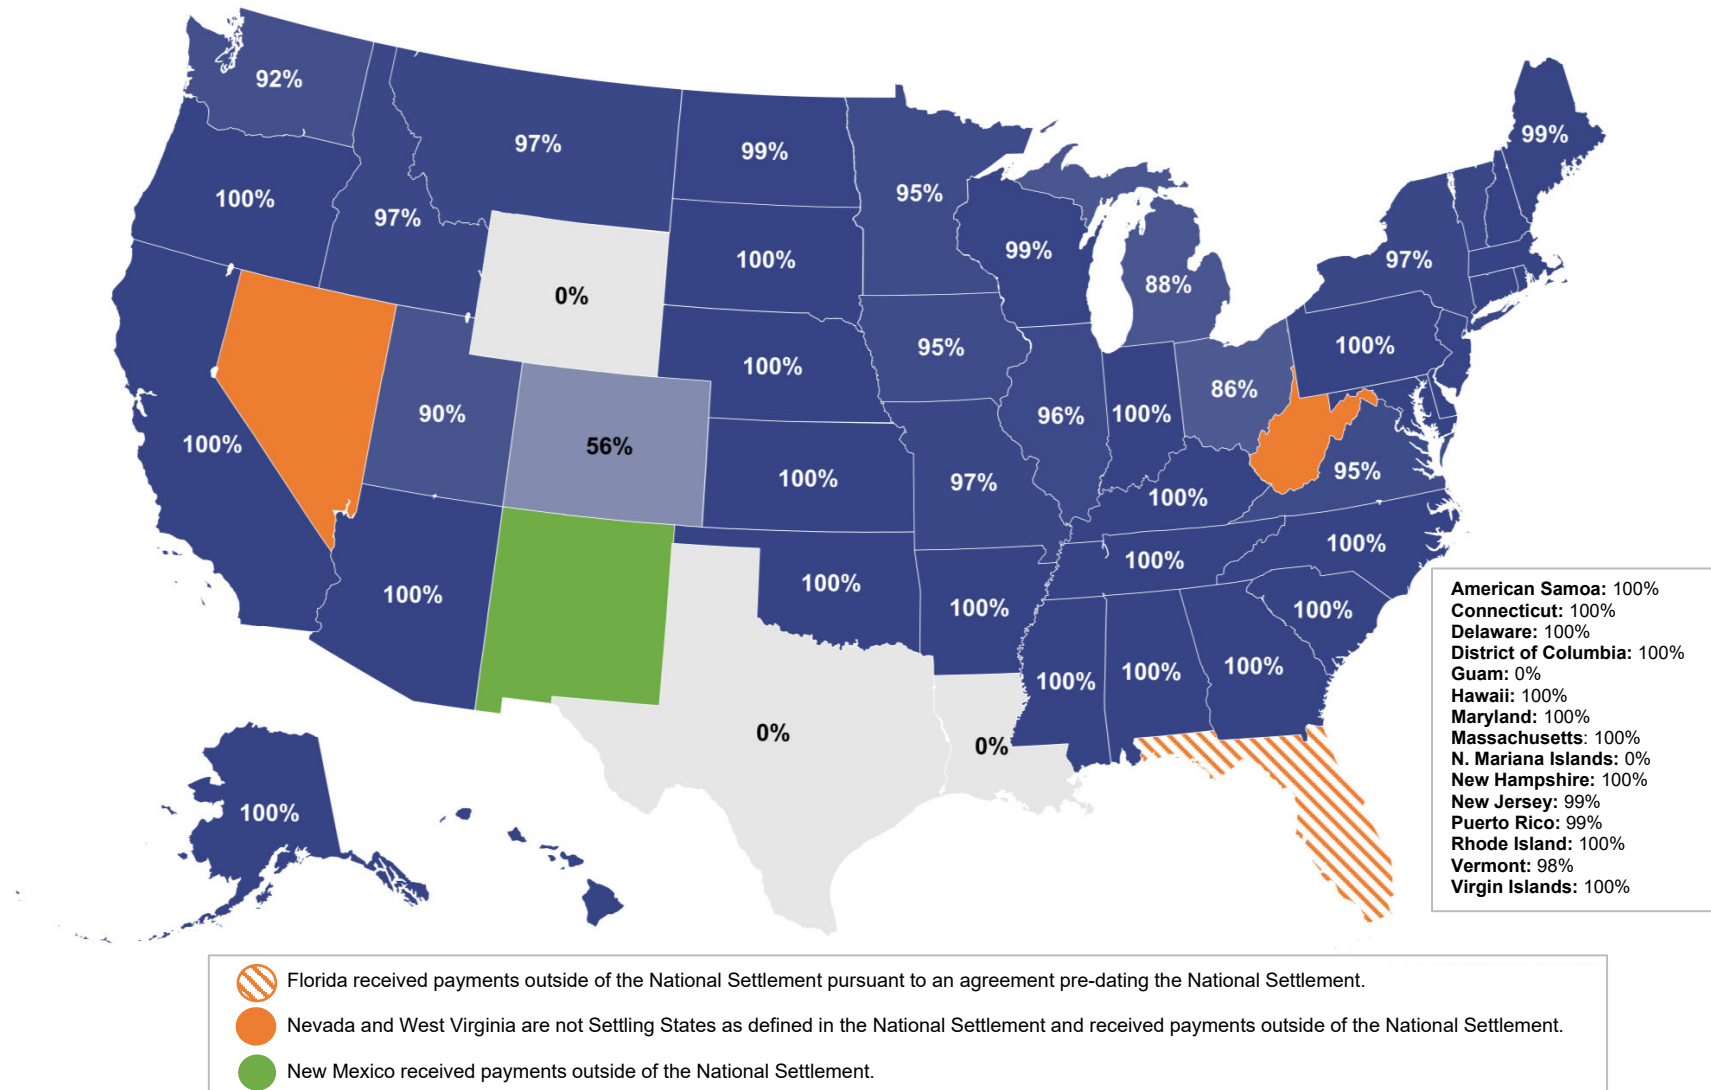 92%
97%
99%
99%
100%
97%
95%
100%
99%
97%
88%
0%
95%
100%
100%
90%
86%
100%
56%
96%
100%
95%
100%
97%
100%
100%
100%
100%
100%
100%
100%
100%
100%
100%
100%
0%
0%
100%
American Samoa: 100%
Connecticut: 100%
Delaware: 100%
District of Columbia: 100%
Guam: 0%
Hawaii: 100%
Maryland: 100%
Massachusetts: 100%
N. Mariana Islands: 0%
New Hampshire: 100%
New Jersey: 99%
Puerto Rico: 99%
Rhode Island: 100%
Vermont: 98%
Virgin Islands: 100%
Florida received payments outside of the National Settlement pursuant to an agreement pre-dating the National Settlement.
Nevada and West Virginia are not Settling States as defined in the National Settlement and received payments outside of the National Settlement.
New Mexico received payments outside of the National Settlement.